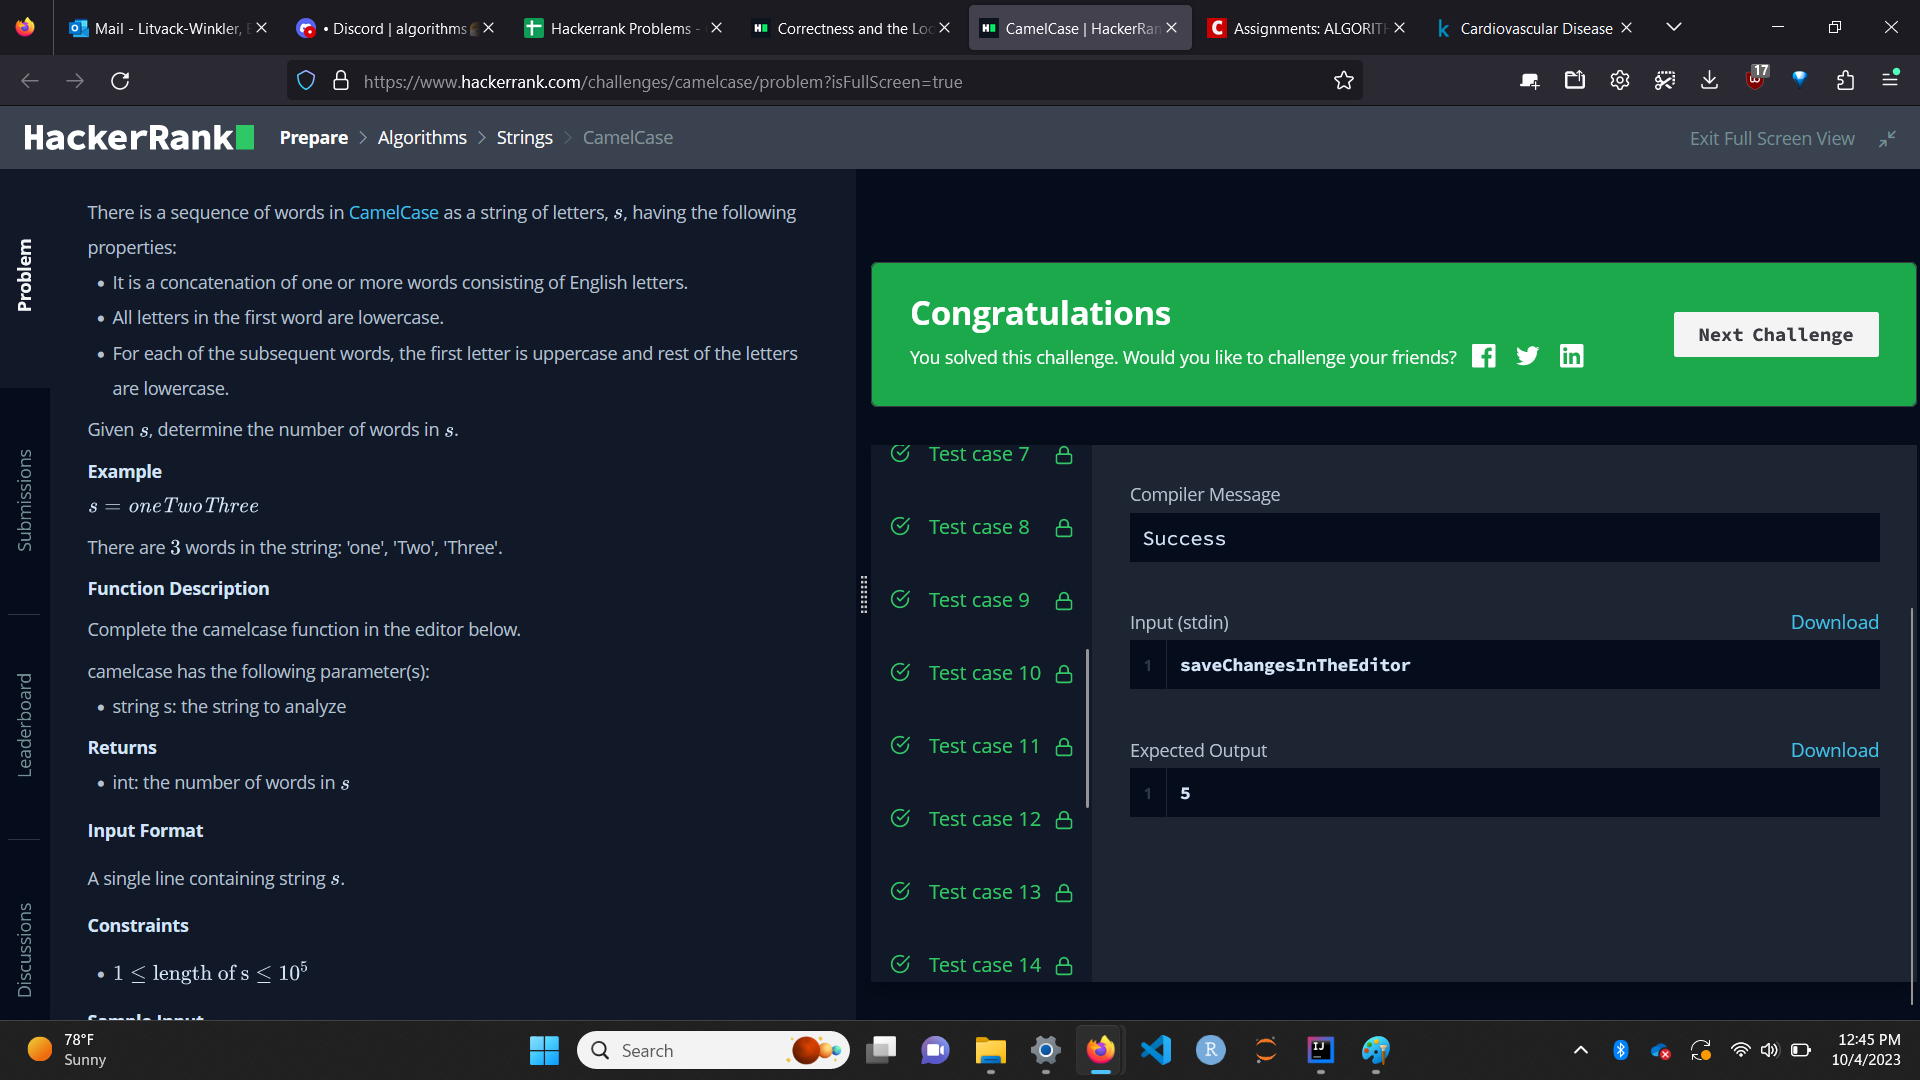 Mail - Litvack-Winkler,
• Discord | algorithms
Hackerrank Problems -
Correctness and the Loo
CamelCase | HackerRan
Assignments: ALGORITH
Cardiovascular Disease
https://www.hackerrank.com/challenges/camelcase/problem?isFullScreen=true
17
HackerRank
Prepare > Algorithms > Strings > CamelCase
Exit Full Screen View
Problem
Submissions
Leaderboard
Discussions
There is a sequence of words in CamelCase as a string of letters, s, having the following
properties:
• It is a concatenation of one or more words consisting of English letters.
• All letters in the first word are lowercase.
• For each of the subsequent words, the first letter is uppercase and rest of the letters
are lowercase.
Given s, determine the number of words in s.
Example
s = oneTwoThree
There are 3 words in the string: 'one', 'Two', 'Three'.
Function Description
Complete the camelcase function in the editor below.
camelcase has the following parameter(s):
• string s: the string to analyze
Returns
• int: the number of words in s
Input Format
A single line containing string s.
Constraints
• 1 ≤ length of s ≤ 10⁵
Sample Input
Congratulations
You solved this challenge. Would you like to challenge your friends?
Next Challenge
Test case 7
Test case 8
Test case 9
Test case 10
Test case 11
Test case 12
Test case 13
Test case 14
Compiler Message
Success
Input (stdin)
Download
1 saveChangesInTheEditor
Expected Output
Download
1 5
78°F
Sunny
Search
R
IJ
12:45 PM
10/4/2023